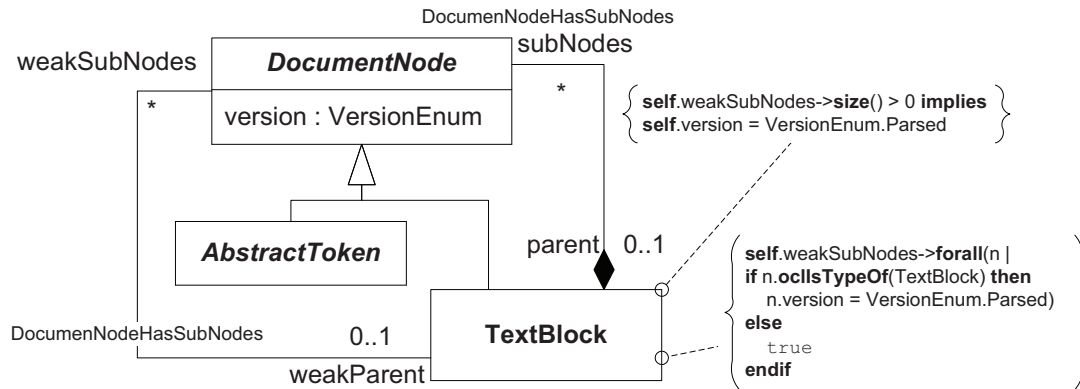 DocumenNodeHasSubNodes
weakSubNodes
DocumentNode
subNodes
*
*
version : VersionEnum
self.weakSubNodes->size() > 0 implies
self.version = VersionEnum.Parsed
AbstractToken
parent
0..1
self.weakSubNodes->forall(n |
if n.oclIsTypeOf(TextBlock) then
n.version = VersionEnum.Parsed)
else
true
endif
DocumenNodeHasSubNodes
0..1
TextBlock
weakParent